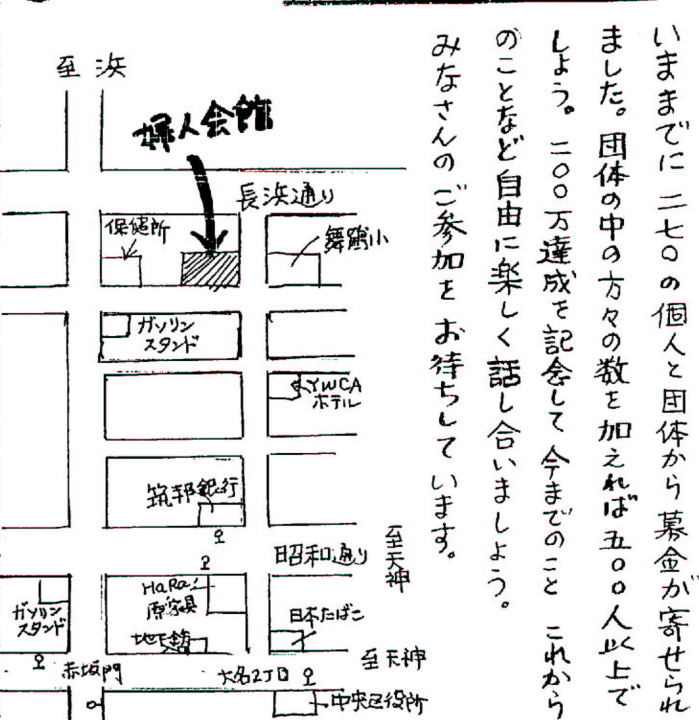 いままでに 二七〇の個人と団体から募金が寄せられ
ました。団体の中の方々の数を加えれば五〇〇人以上で
しょう。二〇〇万達成を記念して今までのこと これから
のことなど自由に楽しく話し合いましょう。
みなさんのご参加をお待ちしています。
至 浜
婦人会館
長浜通り
保健所
舞鶴小
ガソリン
スタンド
YWCA
ホテル
筑邦銀行
至天神
昭和通り
HaRa
原家具
日本たばこ
ガソリン
スタンド
至天神
赤坂門
大名2丁目
中央区役所